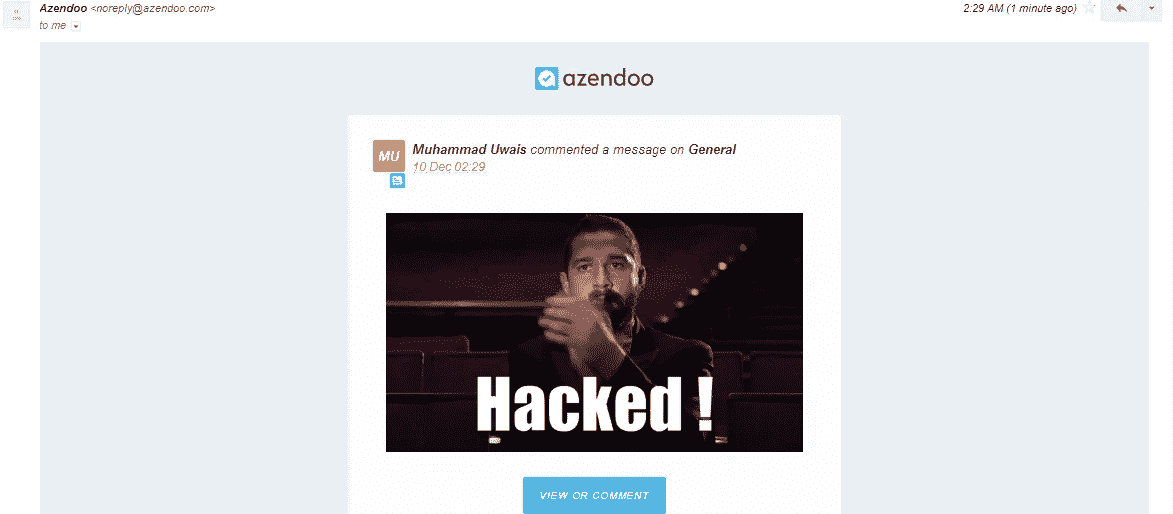 Azendoo <noreply@azendoo.com>
2:29 AM (1 minute ago)
to me
azendoo
MU
Muhammad Uwais commented a message on General
10 Dec 02:29
Hacked !
VIEW OR COMMENT